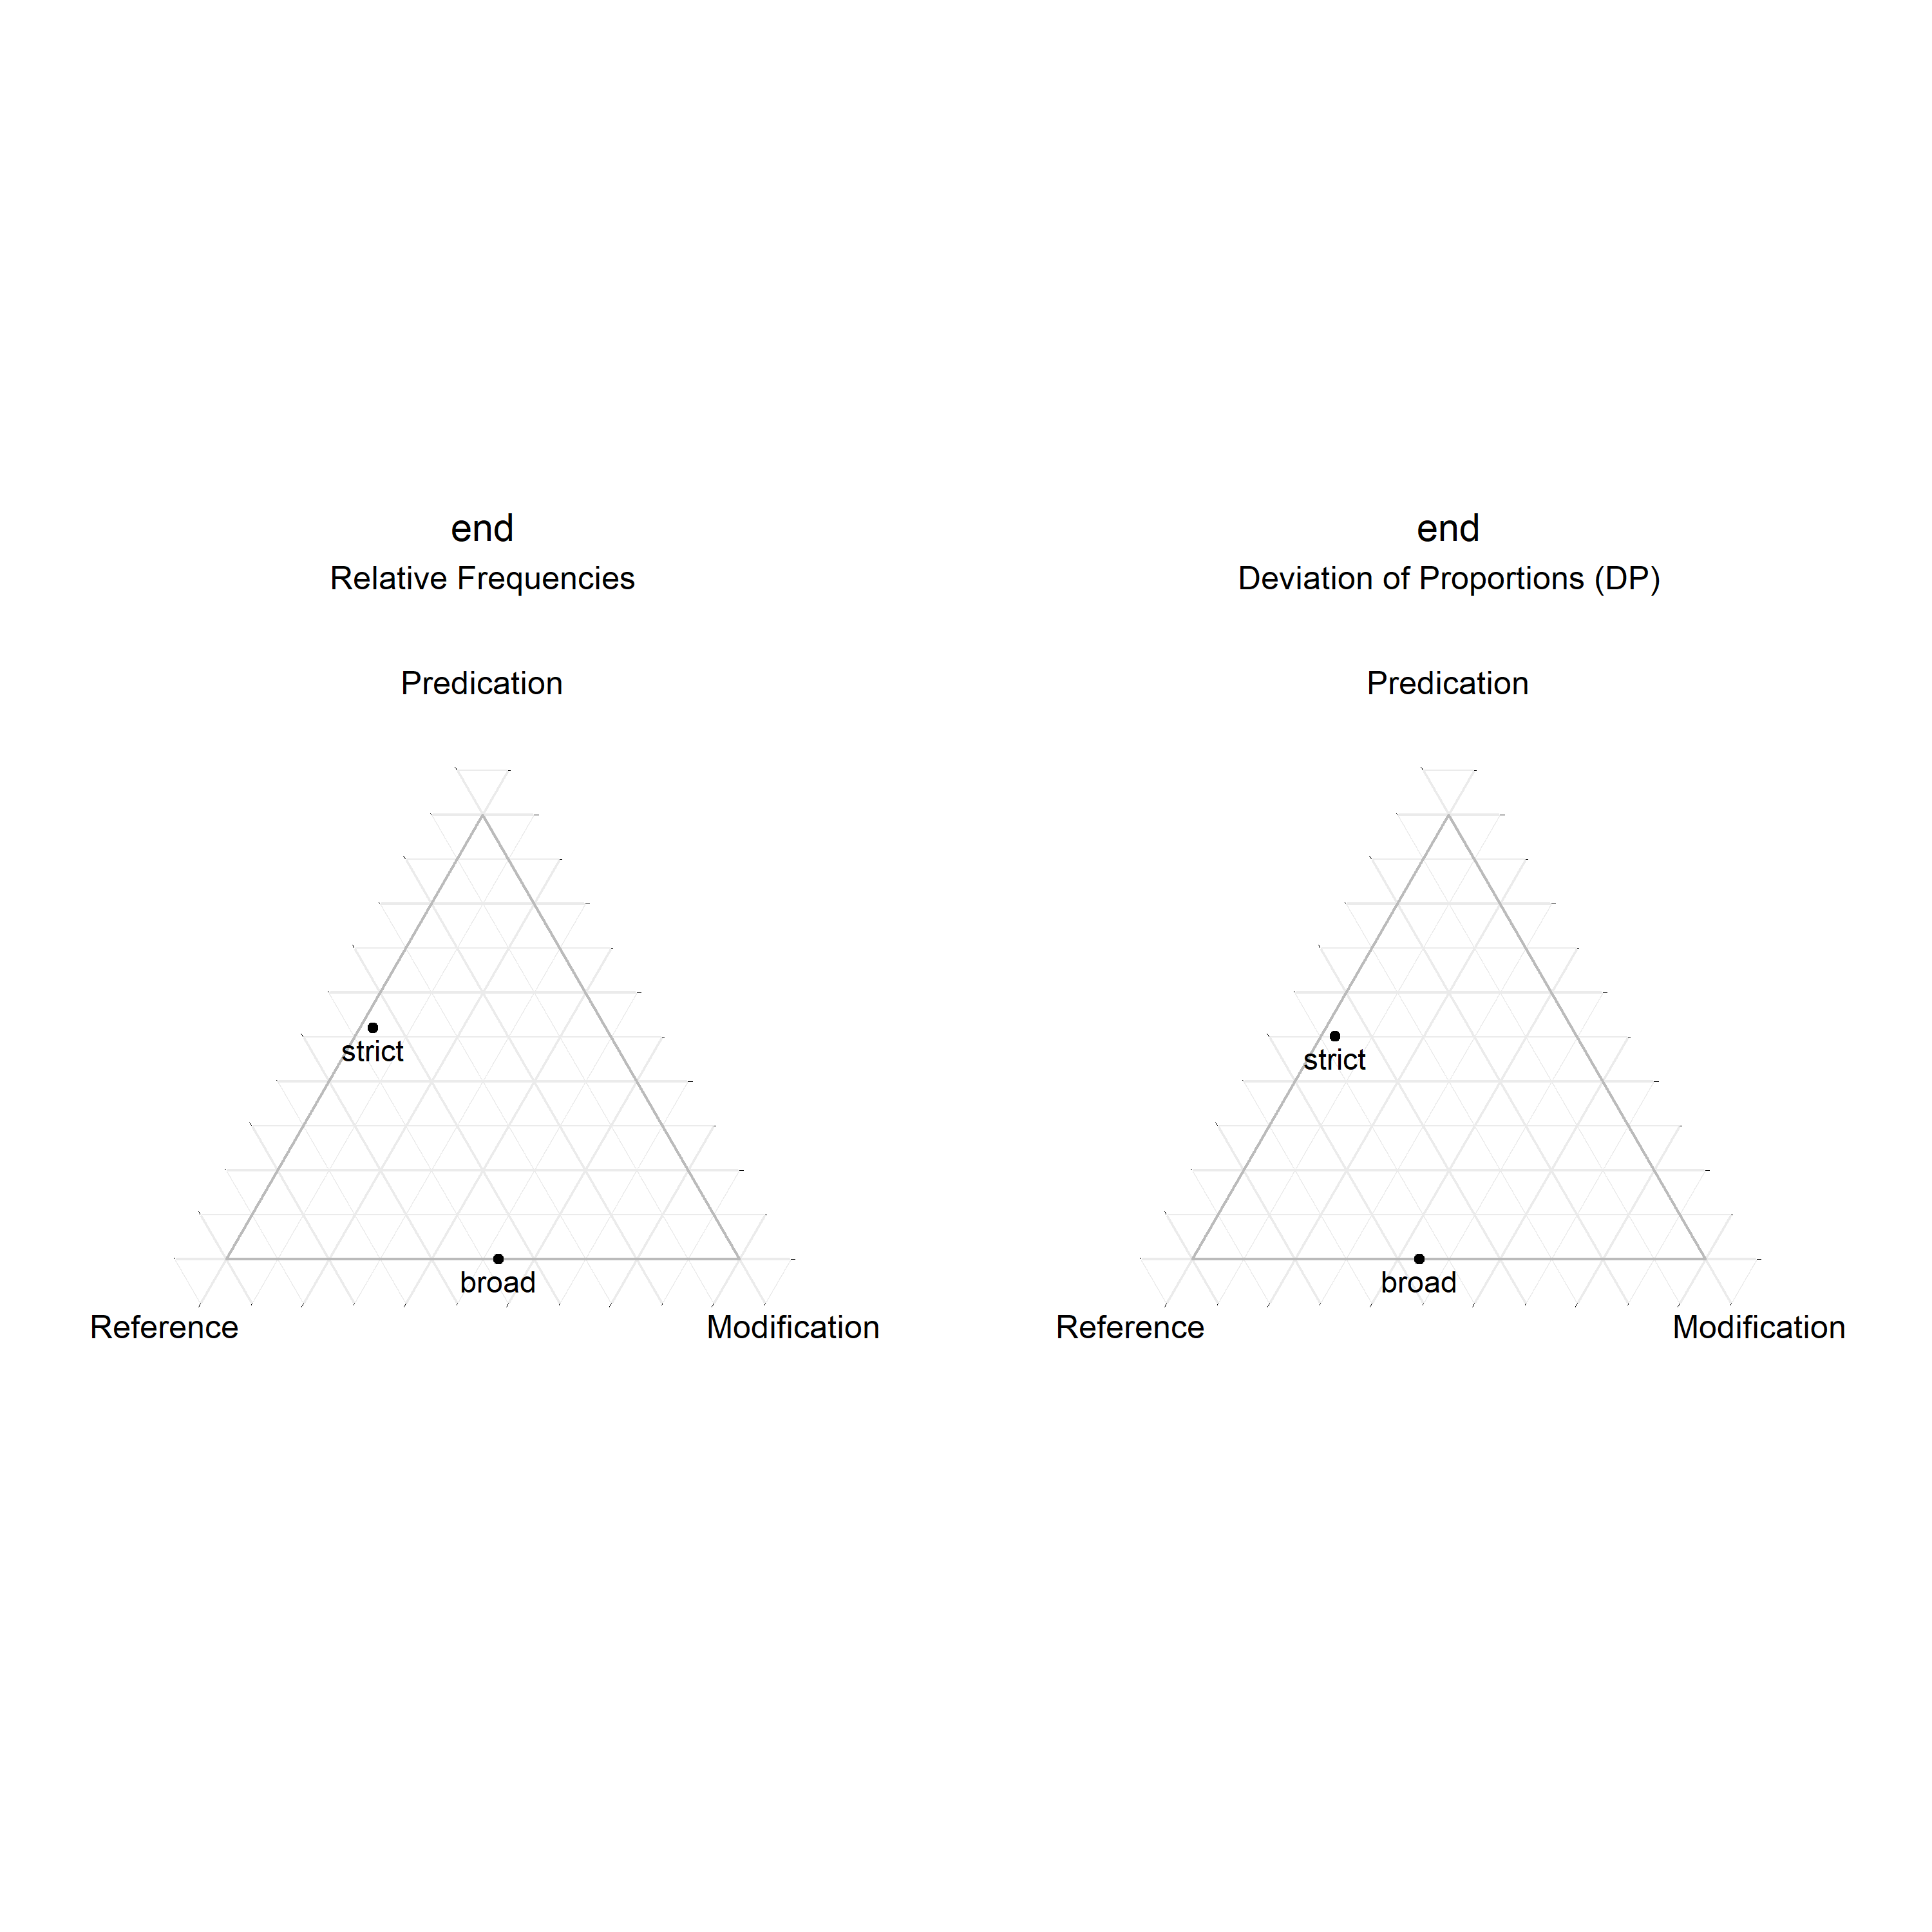 end
Relative Frequencies
Predication
strict
broad
Reference
Modification
end
Deviation of Proportions (DP)
Predication
strict
broad
Reference
Modification